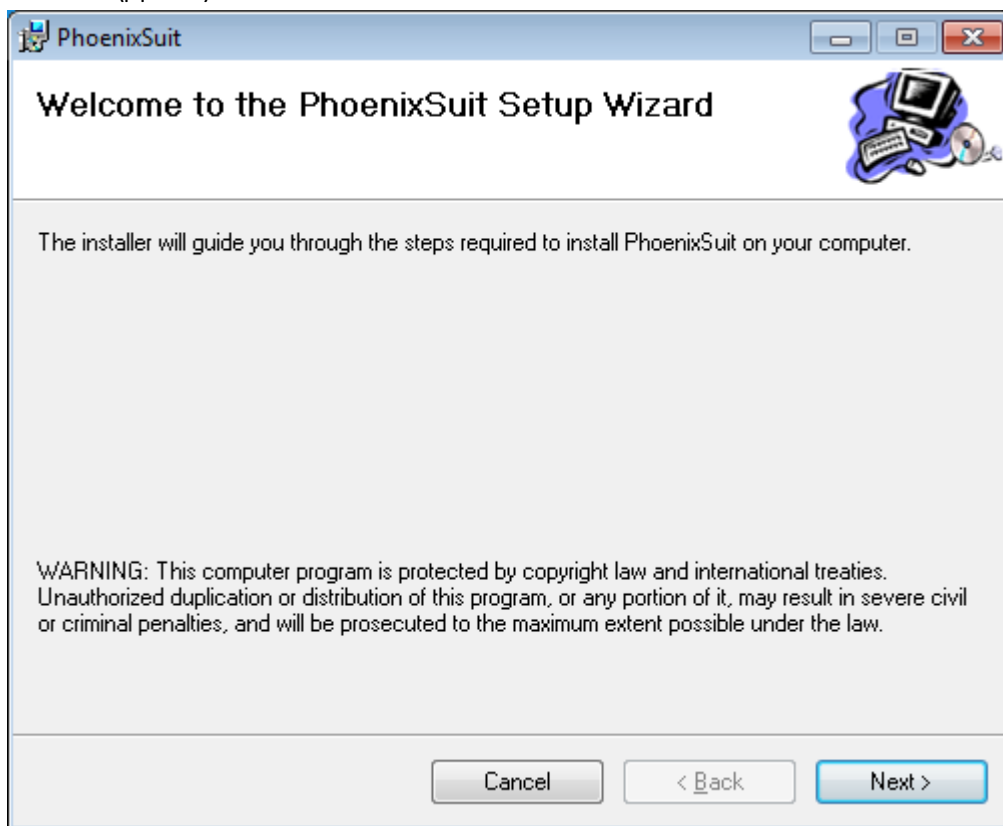 PhoenixSuit
Welcome to the PhoenixSuit Setup Wizard
The installer will guide you through the steps required to install PhoenixSuit on your computer.
WARNING: This computer program is protected by copyright law and international treaties.
Unauthorized duplication or distribution of this program, or any portion of it, may result in severe civil
or criminal penalties, and will be prosecuted to the maximum extent possible under the law.
Cancel
< Back
Next >